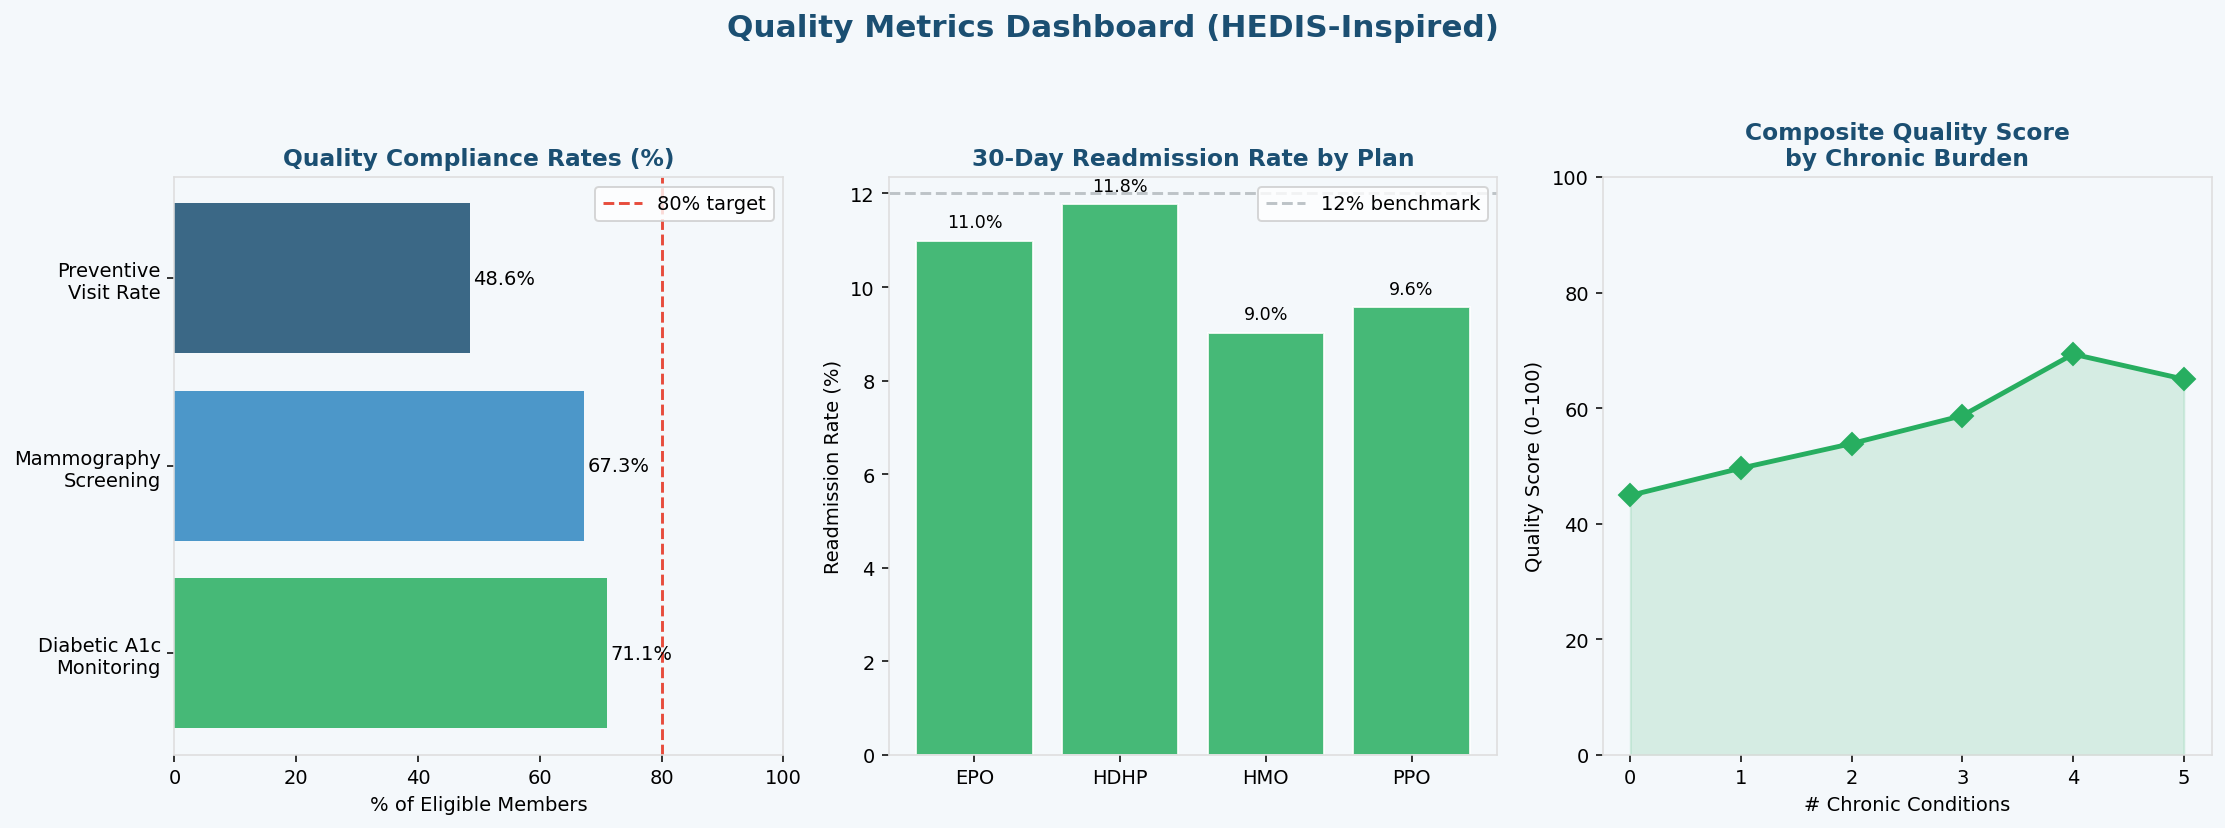 Quality Metrics Dashboard (HEDIS-Inspired)
Quality Compliance Rates (%)
80% target
Preventive
Visit Rate
48.6%
Mammography
Screening
67.3%
Diabetic A1c
Monitoring
71.1%
0 20 40 60 80 100
% of Eligible Members
30-Day Readmission Rate by Plan
12% benchmark
Readmission Rate (%)
12
10
8
6
4
2
0
11.0%
11.8%
9.0%
9.6%
EPO HDHP HMO PPO
Composite Quality Score
by Chronic Burden
Quality Score (0–100)
100
80
60
40
20
0
0 1 2 3 4 5
# Chronic Conditions